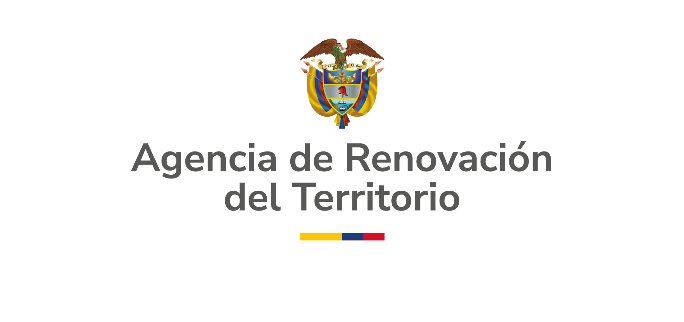 Agencia de Renovación
del Territorio